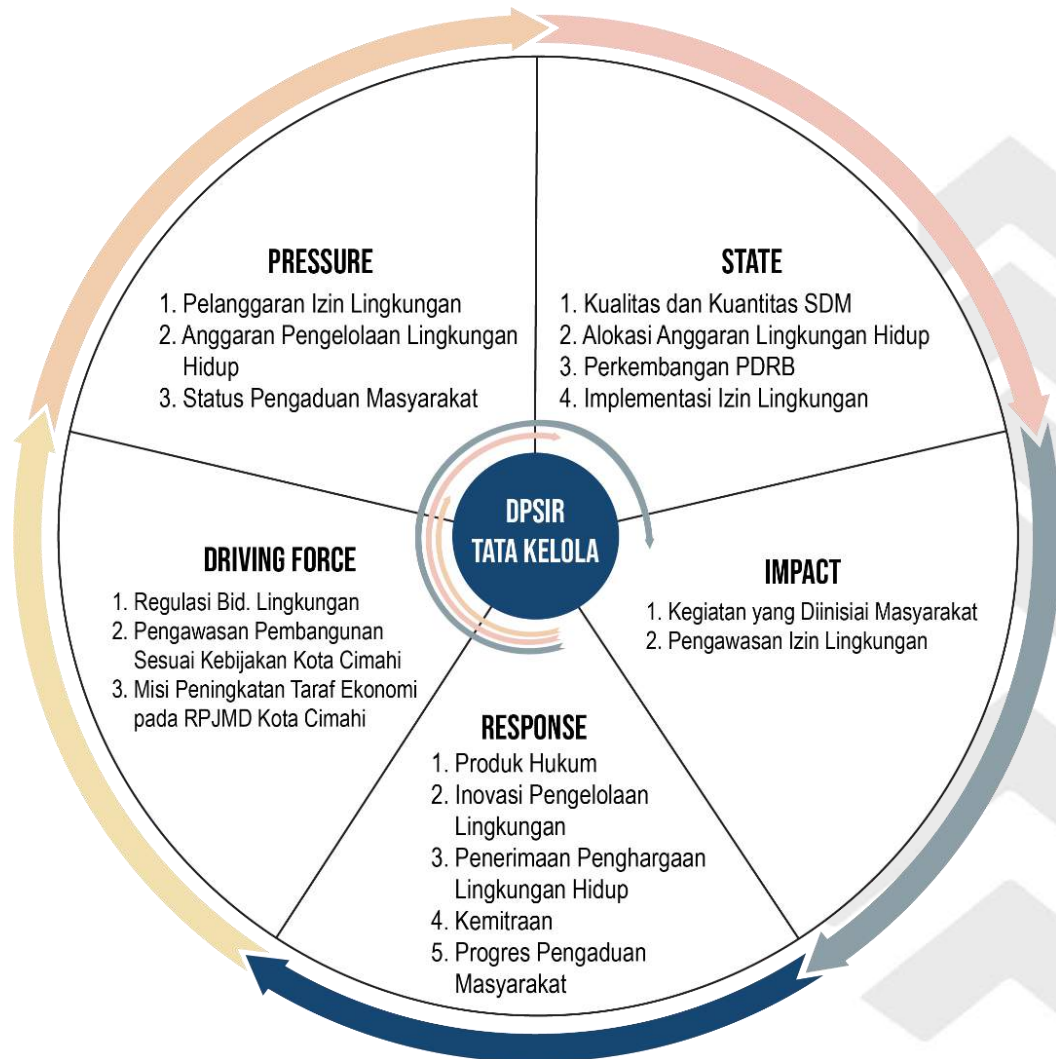 PRESSURE
1. Pelanggaran Izin Lingkungan
2. Anggaran Pengelolaan Lingkungan
Hidup
3. Status Pengaduan Masyarakat
STATE
1. Kualitas dan Kuantitas SDM
2. Alokasi Anggaran Lingkungan Hidup
3. Perkembangan PDRB
4. Implementasi Izin Lingkungan
DPSIR
TATA KELOLA
DRIVING FORCE
1. Regulasi Bid. Lingkungan
2. Pengawasan Pembangunan
Sesuai Kebijakan Kota Cimahi
3. Misi Peningkatan Taraf Ekonomi
pada RPJMD Kota Cimahi
IMPACT
1. Kegiatan yang Diinisiai Masyarakat
2. Pengawasan Izin Lingkungan
RESPONSE
1. Produk Hukum
2. Inovasi Pengelolaan
Lingkungan
3. Penerimaan Penghargaan
Lingkungan Hidup
4. Kemitraan
5. Progres Pengaduan
Masyarakat